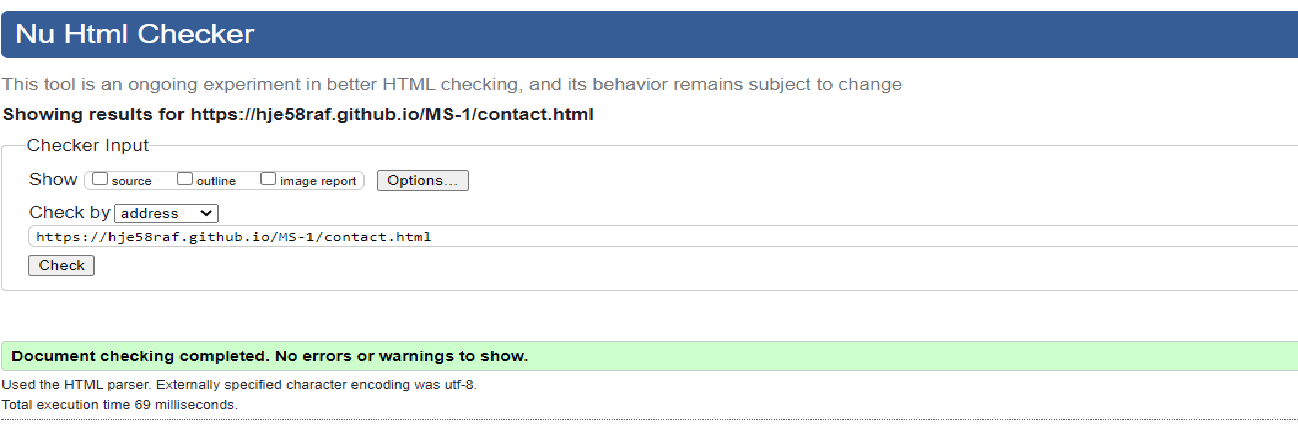 Nu Html Checker
This tool is an ongoing experiment in better HTML checking, and its behavior remains subject to change
Showing results for https://hje58raf.github.io/MS-1/contact.html
Checker Input
Show source outline image report Options...
Check by address
https://hje58raf.github.io/MS-1/contact.html
Check
Document checking completed. No errors or warnings to show.
Used the HTML parser. Externally specified character encoding was utf-8.
Total execution time 69 milliseconds.